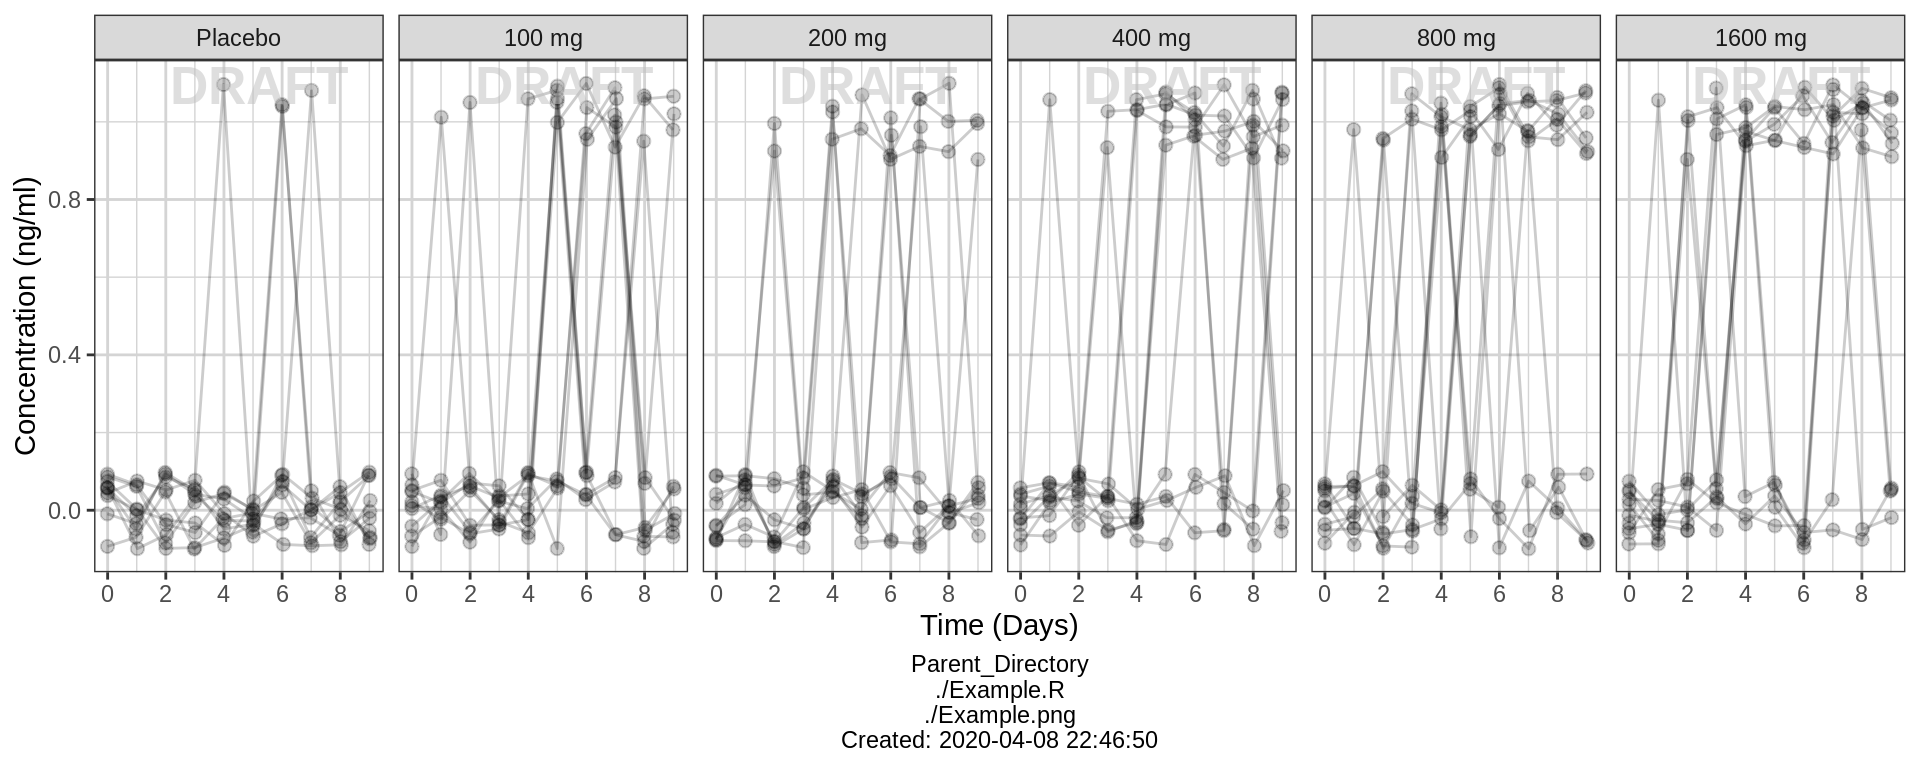 Placebo 100 mg 200 mg 400 mg 800 mg 1600 mg
DRAFT DRAFT DRAFT DRAFT DRAFT DRAFT
Concentration (ng/ml)
0.8
0.4
0.0
0 2 4 6 8 0 2 4 6 8 0 2 4 6 8 0 2 4 6 8 0 2 4 6 8 0 2 4 6 8
Time (Days)
Parent_Directory
./Example.R
./Example.png
Created: 2020-04-08 22:46:50